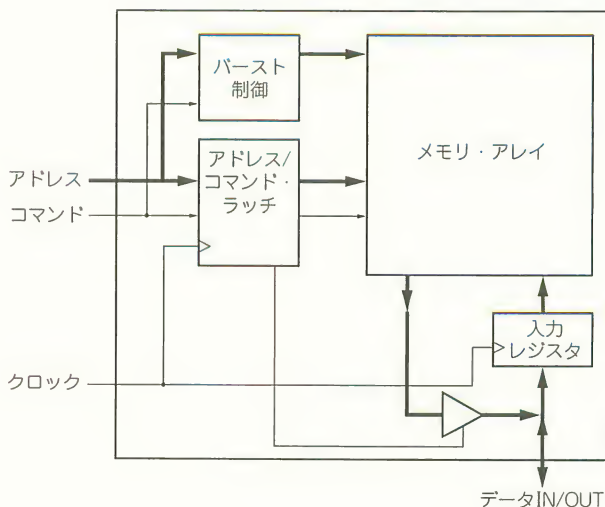 バースト
制御
メモリ・アレイ
アドレス/
コマンド・
ラッチ
アドレス
コマンド
入力
レジスタ
クロック
データIN/OUT